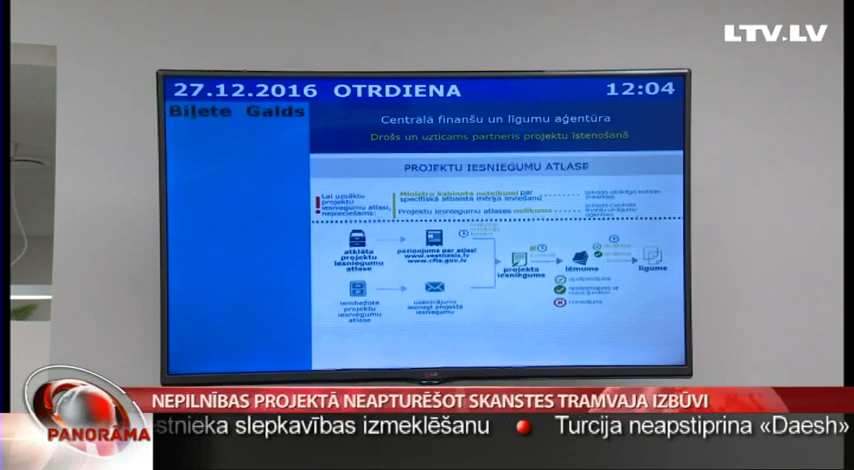 LTV.LV
27.12.2016 OTRDIENA 12:04
Biļete Galds
Centrālā finanšu un līgumu aģentūra
Drošs un uzticams partneris projektu īstenošanā
PROJEKTU IESNIEGUMU ATLASE
Lai uzsāktu projektu iesniegumu atlasi, nepieciešams:
Ministru kabineta noteikumi par
specifiskā atbalsta mērķa ieviešanu
Projektu iesniegumu atlases nolikums
atklāta
projektu
iesniegumu
atlase
paziņojums par atlasi
www.vestnesis.lv
www.cfla.gov.lv
projekta
iesniegums
lēmums
līgums
ierobežota
projektu
iesniegumu
atlase
uzaicinājums
iesniegt projekta
iesniegumu
NEPILNĪBAS PROJEKTĀ NEAPTURĒŠOT SKANSTES TRAMVAJA IZBŪVI
PANORĀMA
stnieka slepkavības izmeklēšanu • Turcija neapstiprina «Daesh»